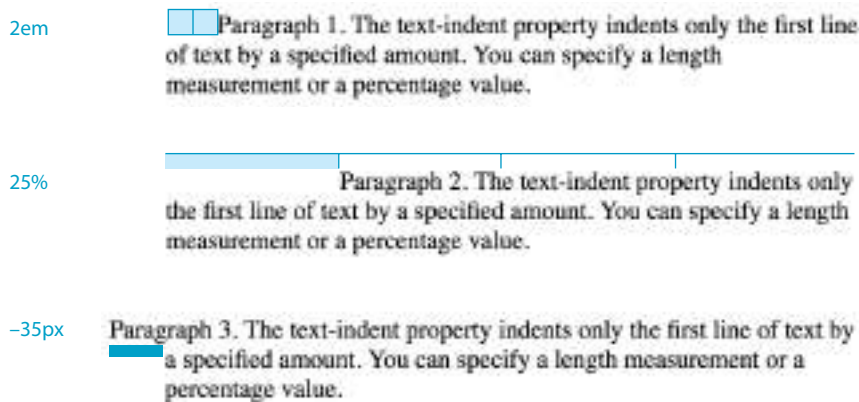 2em
Paragraph 1. The text-indent property indents only the first line
of text by a specified amount. You can specify a length
measurement or a percentage value.
25%
Paragraph 2. The text-indent property indents only
the first line of text by a specified amount. You can specify a length
measurement or a percentage value.
–35px
Paragraph 3. The text-indent property indents only the first line of text by
a specified amount. You can specify a length measurement or a
percentage value.